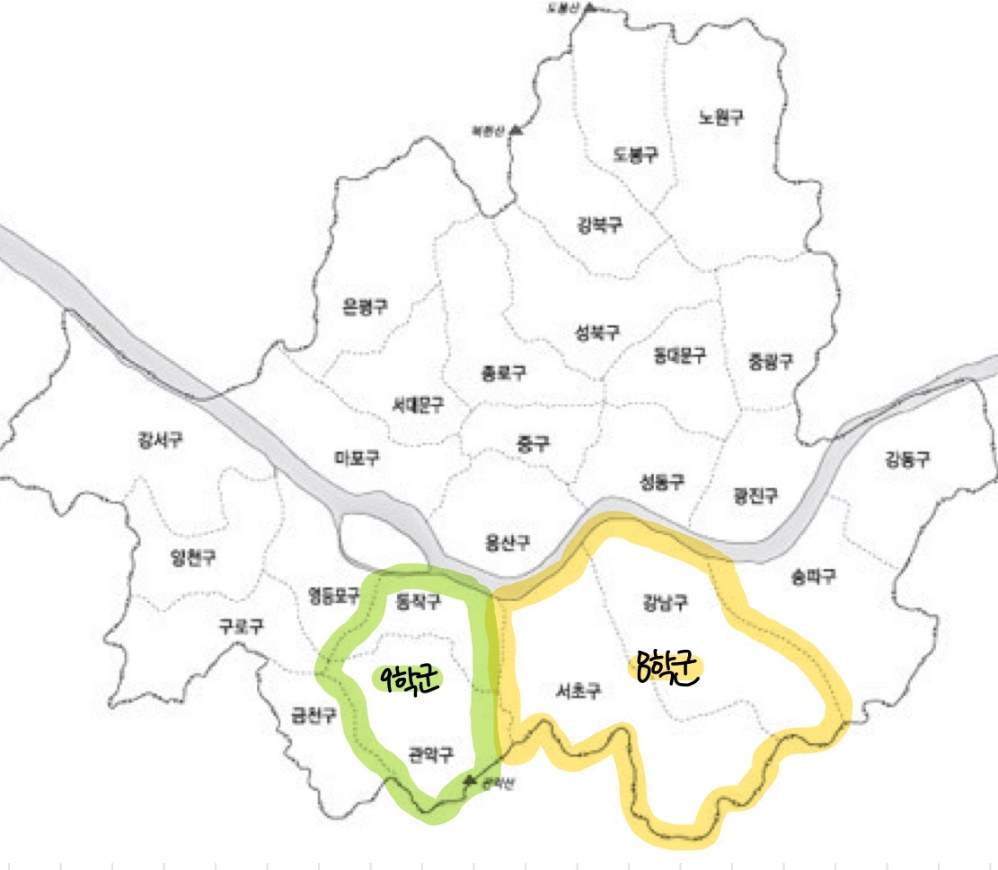 도봉산
노원구
북한산
도봉구
강북구
은평구
성북구
동대문구
중랑구
종로구
서대문구
강서구
마포구
중구
강동구
성동구
광진구
용산구
양천구
송파구
영등포구
동작구
강남구
구로구
9학군
8학군
서초구
금천구
관악구
관악산